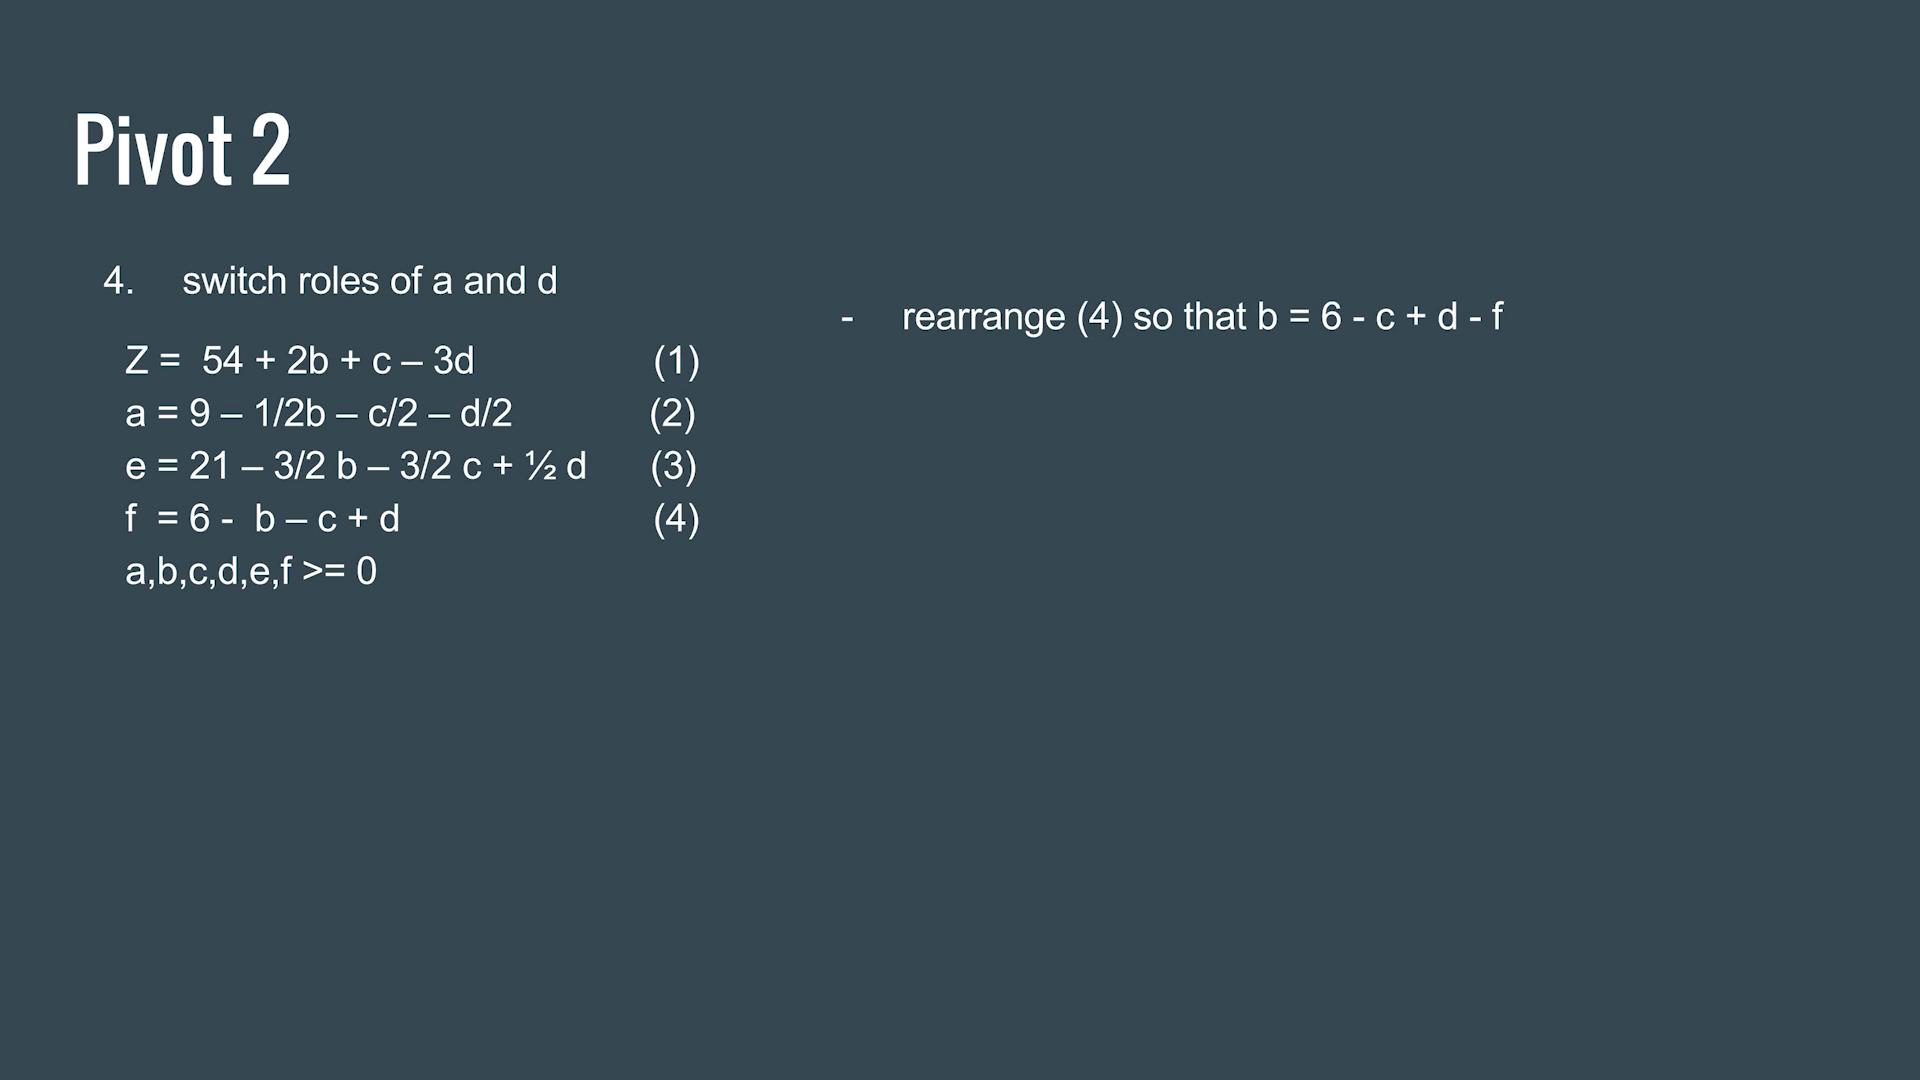 Pivot 2
4. switch roles of a and d
Z = 54 + 2b + c – 3d (1)
a = 9 – 1/2b – c/2 – d/2 (2)
e = 21 – 3/2 b – 3/2 c + ½ d (3)
f = 6 - b – c + d (4)
a,b,c,d,e,f >= 0
- rearrange (4) so that b = 6 - c + d - f